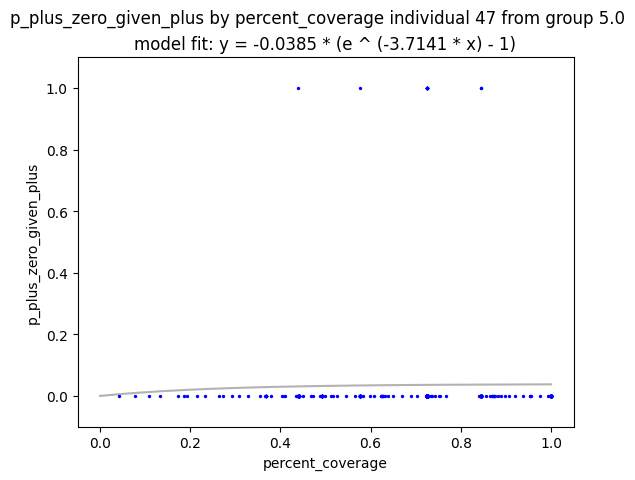 p_plus_zero_given_plus by percent_coverage individual 47 from group 5.0
model fit: y = -0.0385 * (e ^ (-3.7141 * x) - 1)
1.0
0.8
0.6
0.4
0.2
0.0
p_plus_zero_given_plus
0.0 0.2 0.4 0.6 0.8 1.0
percent_coverage